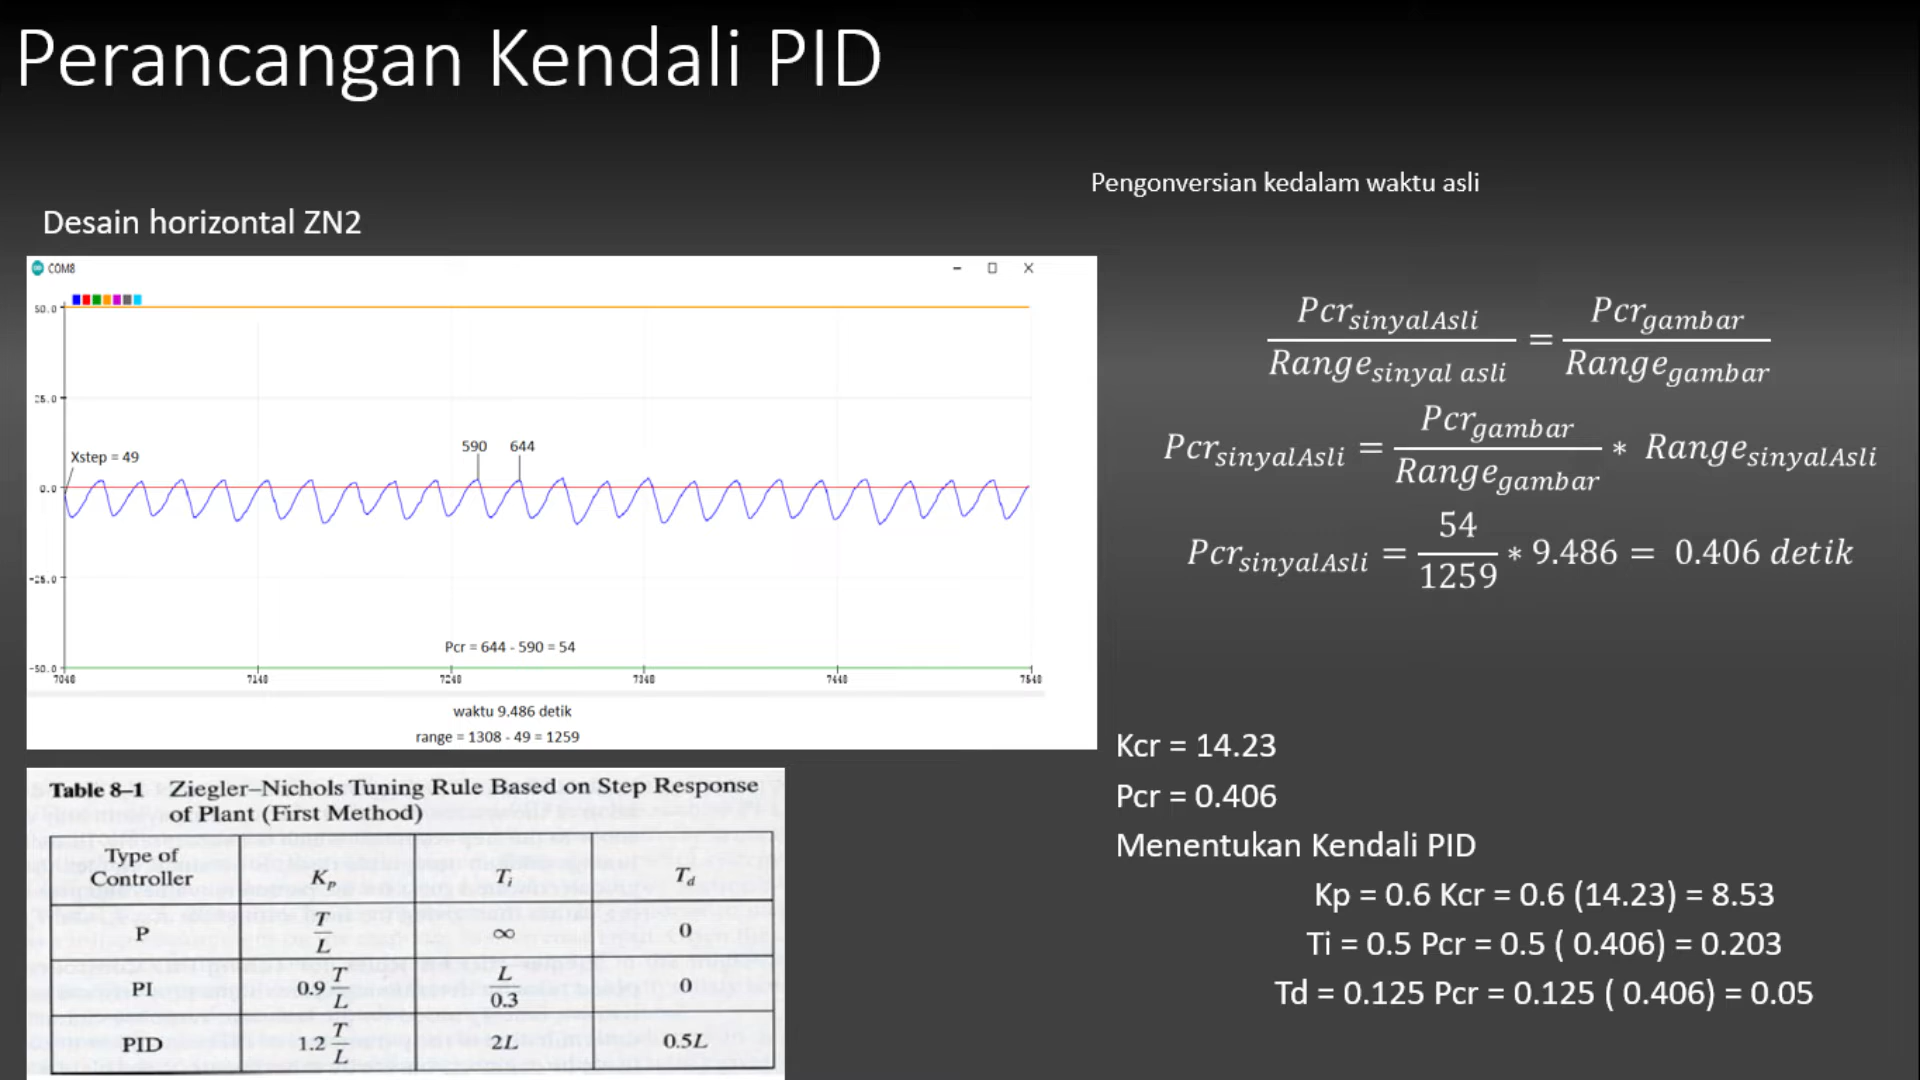 Perancangan Kendali PID
Pengonversian kedalam waktu asli
Desain horizontal ZN2
COM8
50.0
25.0
0.0
-25.0
-50.0
Xstep = 49
590 644
Pcr = 644 - 590 = 54
7040 7140 7240 7340 7440 7540
waktu 9.486 detik
range = 1308 - 49 = 1259
Pcr_sinyalAsli / Range_sinyal asli = Pcr_gambar / Range_gambar
Pcr_sinyalAsli = Pcr_gambar / Range_gambar * Range_sinyalAsli
Pcr_sinyalAsli = 54 / 1259 * 9.486 = 0.406 detik
Table 8–1 Ziegler–Nichols Tuning Rule Based on Step Response
of Plant (First Method)
Type of
Controller K_p T_i T_d
P T/L ∞ 0
PI 0.9 T/L L/0.3 0
PID 1.2 T/L 2L 0.5L
Kcr = 14.23
Pcr = 0.406
Menentukan Kendali PID
Kp = 0.6 Kcr = 0.6 (14.23) = 8.53
Ti = 0.5 Pcr = 0.5 ( 0.406) = 0.203
Td = 0.125 Pcr = 0.125 ( 0.406) = 0.05